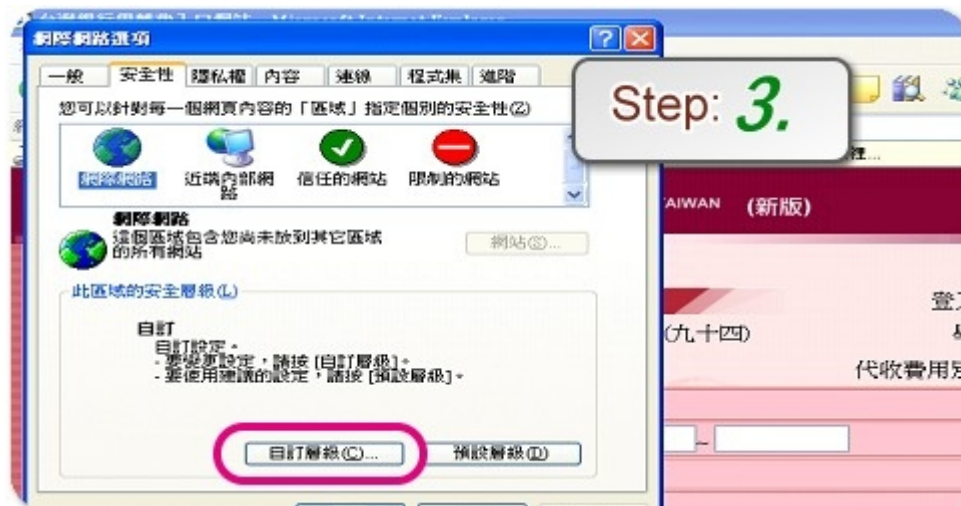 Microsoft Internet Explorer
網際網路選項
一般 安全性 隱私權 內容 連線 程式集 進階
您可以針對每一個網頁內容的「區域」指定個別的安全性(Z)
網際網路 近端內部網路 信任的網站 限制的網站
網際網路
這個區域包含您尚未放到其它區域
的所有網站
網站(S)...
此區域的安全層級(L)
自訂
自訂設定。
- 要變更設定，請按 [自訂層級]。
- 要使用建議的設定，請按 [預設層級]。
自訂層級(C)...
預設層級(D)
Step: 3.
裡...
TAIWAN (新版)
(九十四)
代收費用
~